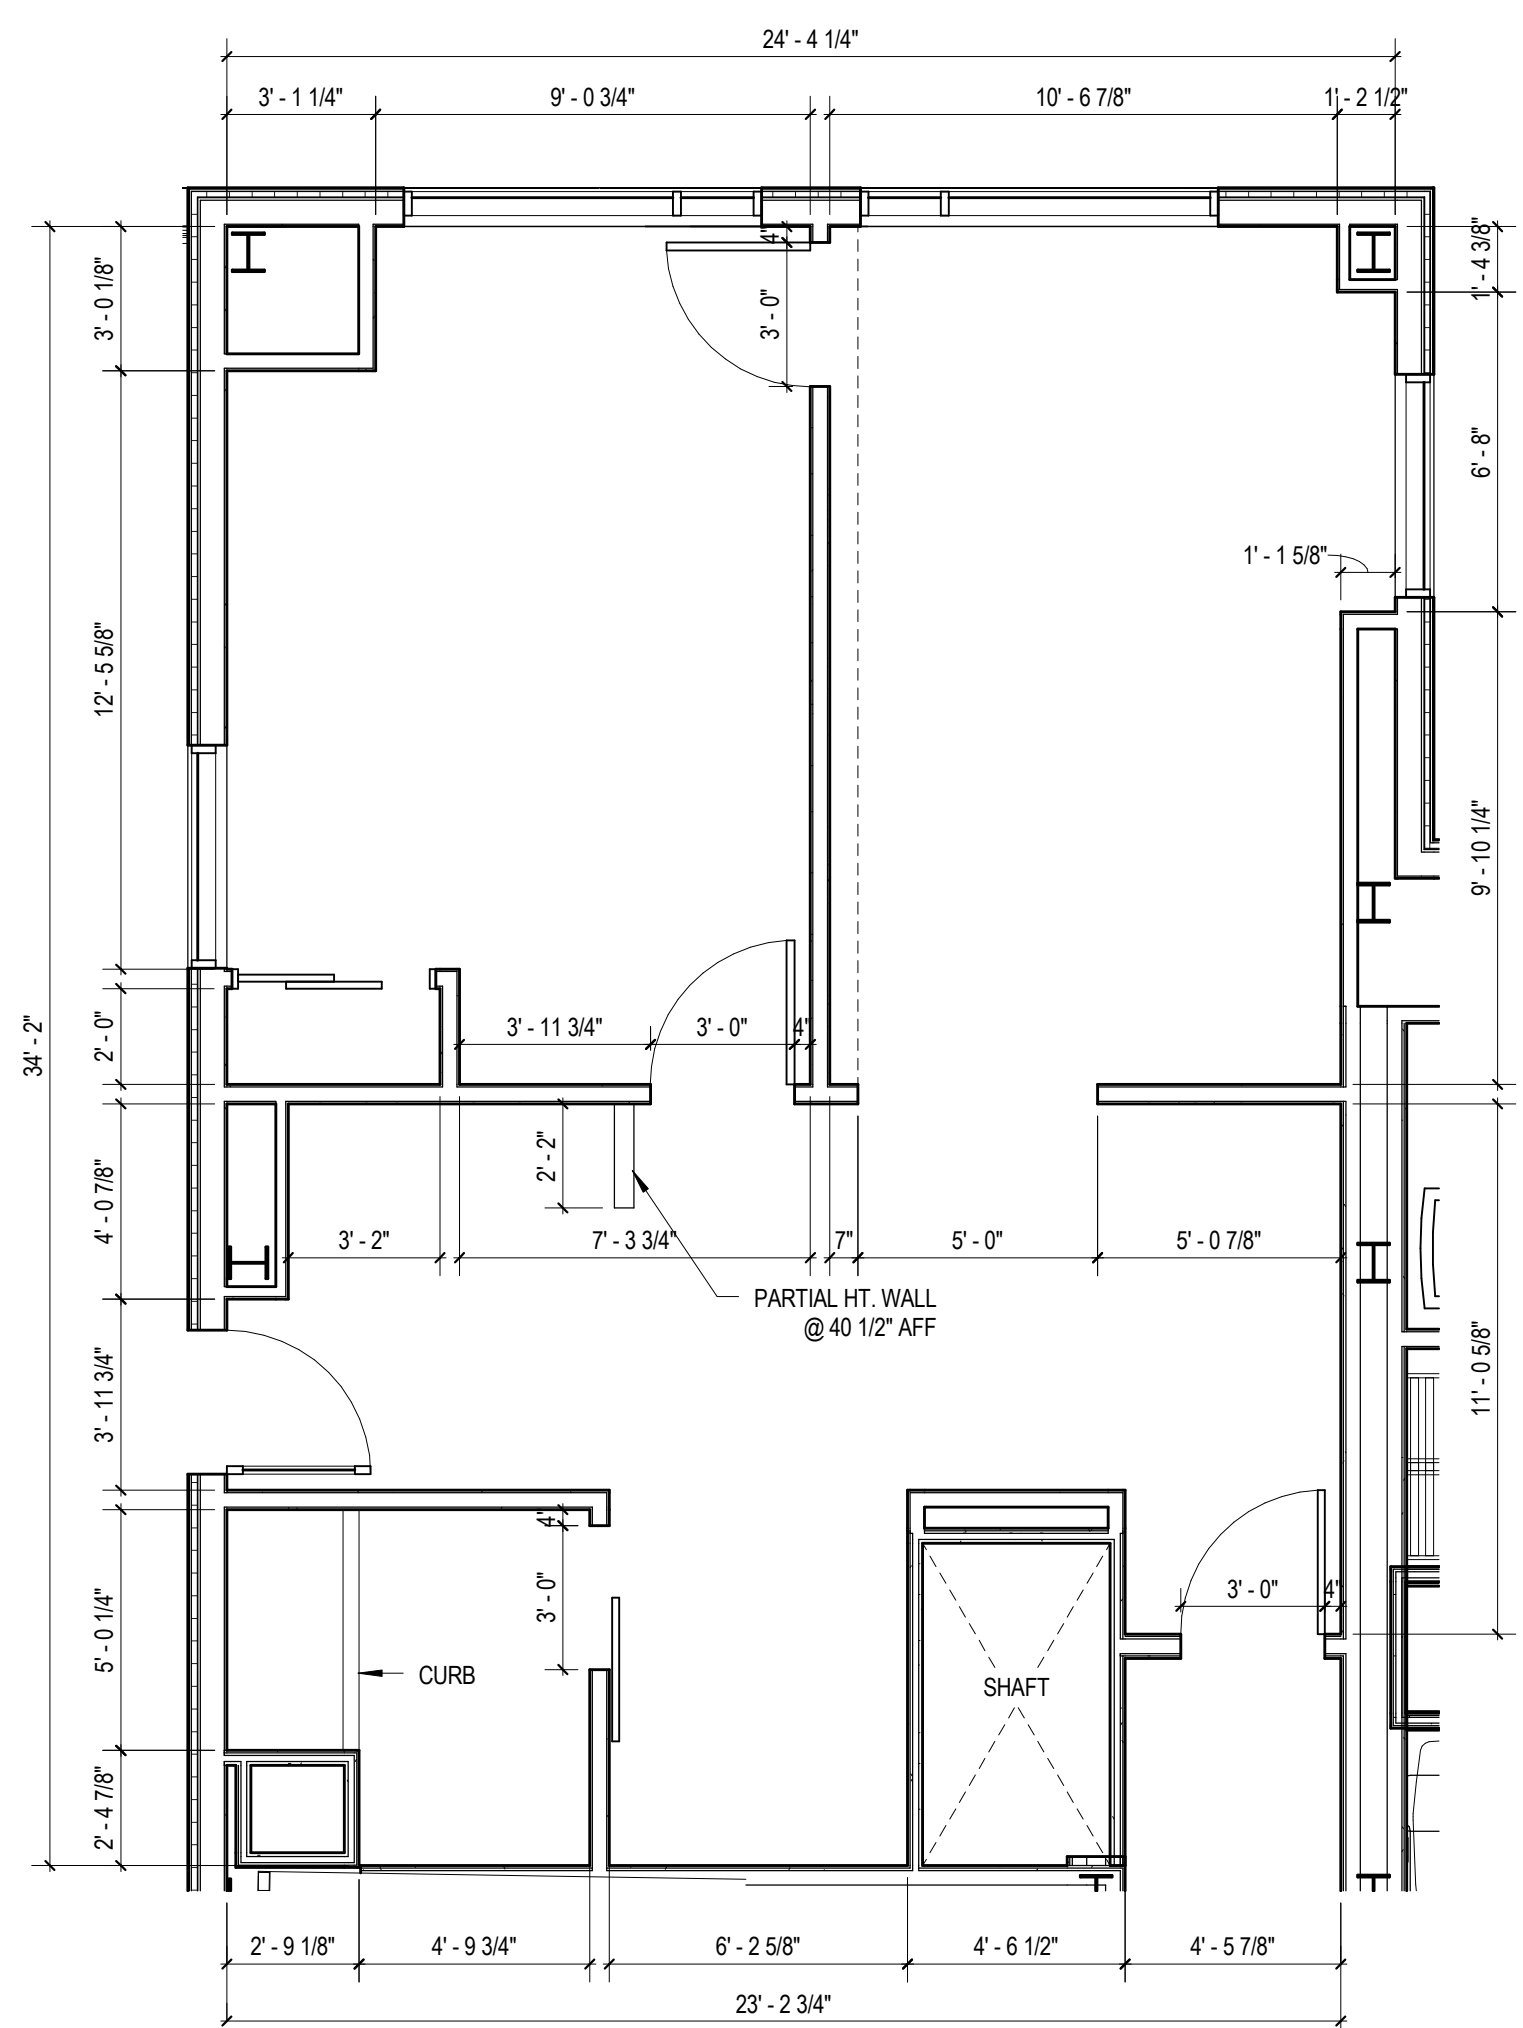 24' - 4 1/4"
3' - 1 1/4"
9' - 0 3/4"
10' - 6 7/8"
1' - 2 1/2"
4"
3' - 0"
3' - 0 1/8"
1' - 4 3/8"
6' - 8"
1' - 1 5/8"
12' - 5 5/8"
9' - 10 1/4"
34' - 2"
2' - 0"
3' - 11 3/4"
3' - 0"
4"
4' - 0 7/8"
2' - 2"
3' - 2"
7' - 3 3/4"
7"
5' - 0"
5' - 0 7/8"
PARTIAL HT. WALL
@ 40 1/2" AFF
3' - 11 3/4"
11' - 0 5/8"
4"
3' - 0"
3' - 0"
4"
5' - 0 1/4"
CURB
SHAFT
2' - 4 7/8"
2' - 9 1/8"
4' - 9 3/4"
6' - 2 5/8"
4' - 6 1/2"
4' - 5 7/8"
23' - 2 3/4"